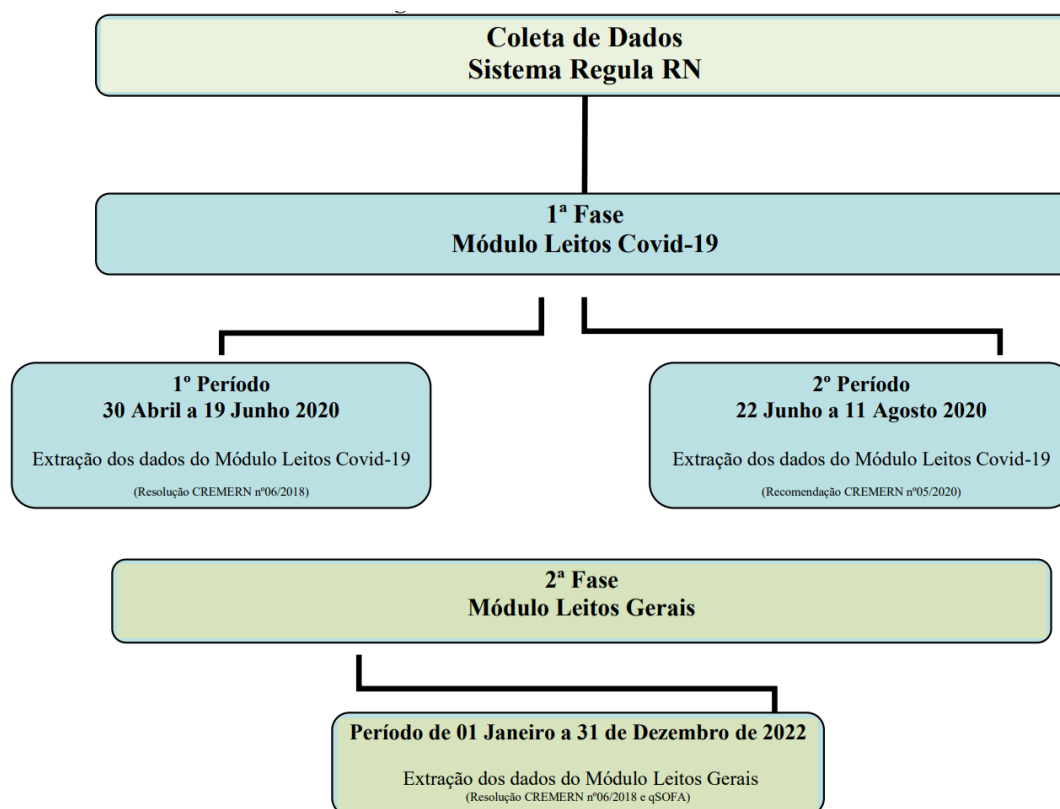 Coleta de Dados
Sistema Regula RN
1ª Fase
Módulo Leitos Covid-19
1º Período
30 Abril a 19 Junho 2020
Extração dos dados do Módulo Leitos Covid-19
(Resolução CREMERN nº06/2018)
2º Período
22 Junho a 11 Agosto 2020
Extração dos dados do Módulo Leitos Covid-19
(Recomendação CREMERN nº05/2020)
2ª Fase
Módulo Leitos Gerais
Período de 01 Janeiro a 31 de Dezembro de 2022
Extração dos dados do Módulo Leitos Gerais
(Resolução CREMERN nº06/2018 e qSOFA)